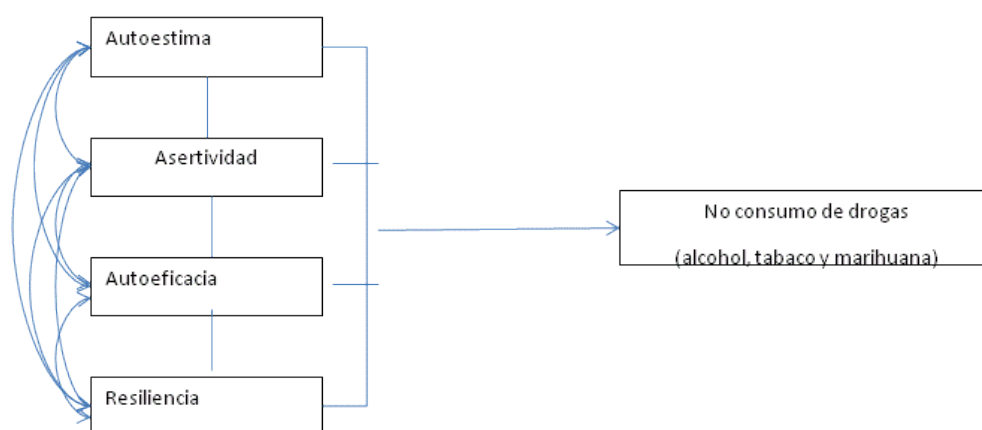 Autoestima
Asertividad
Autoeficacia
Resiliencia
No consumo de drogas
(alcohol, tabaco y marihuana)